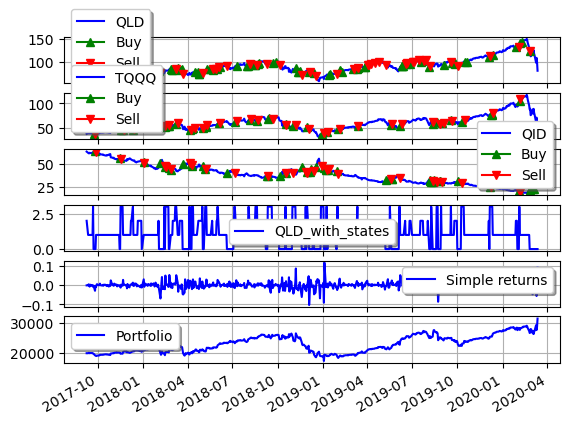 QLD
Buy
Sell
150
100
TQQQ
Buy
Sell
100
50
QID
Buy
Sell
50
25
QLD_with_states
2.5
0.0
Simple returns
0.1
0.0
−0.1
Portfolio
30000
20000
2017-10
2018-01
2018-04
2018-07
2018-10
2019-01
2019-04
2019-07
2019-10
2020-01
2020-04